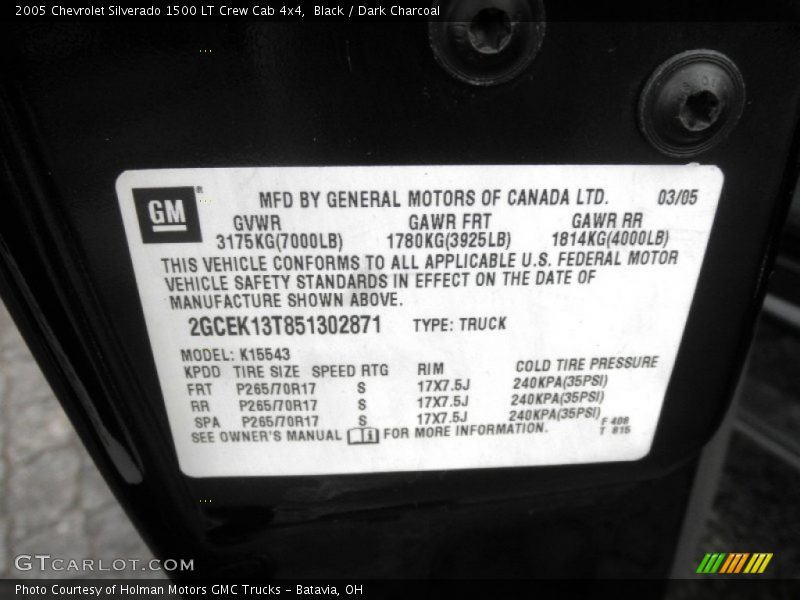 2005 Chevrolet Silverado 1500 LT Crew Cab 4x4, Black / Dark Charcoal
GM ® MFD BY GENERAL MOTORS OF CANADA LTD. 03/05
GVWR GAWR FRT GAWR RR
3175KG(7000LB) 1780KG(3925LB) 1814KG(4000LB)
THIS VEHICLE CONFORMS TO ALL APPLICABLE U.S. FEDERAL MOTOR
VEHICLE SAFETY STANDARDS IN EFFECT ON THE DATE OF
MANUFACTURE SHOWN ABOVE.
2GCEK13T851302871 TYPE: TRUCK
MODEL: K15543
KPDD TIRE SIZE SPEED RTG RIM COLD TIRE PRESSURE
FRT P265/70R17 S 17X7.5J 240KPA(35PSI)
RR P265/70R17 S 17X7.5J 240KPA(35PSI)
SPA P265/70R17 S 17X7.5J 240KPA(35PSI)
SEE OWNER'S MANUAL FOR MORE INFORMATION.
F 408
T 815
GTCARLOT.COM
Photo Courtesy of Holman Motors GMC Trucks - Batavia, OH